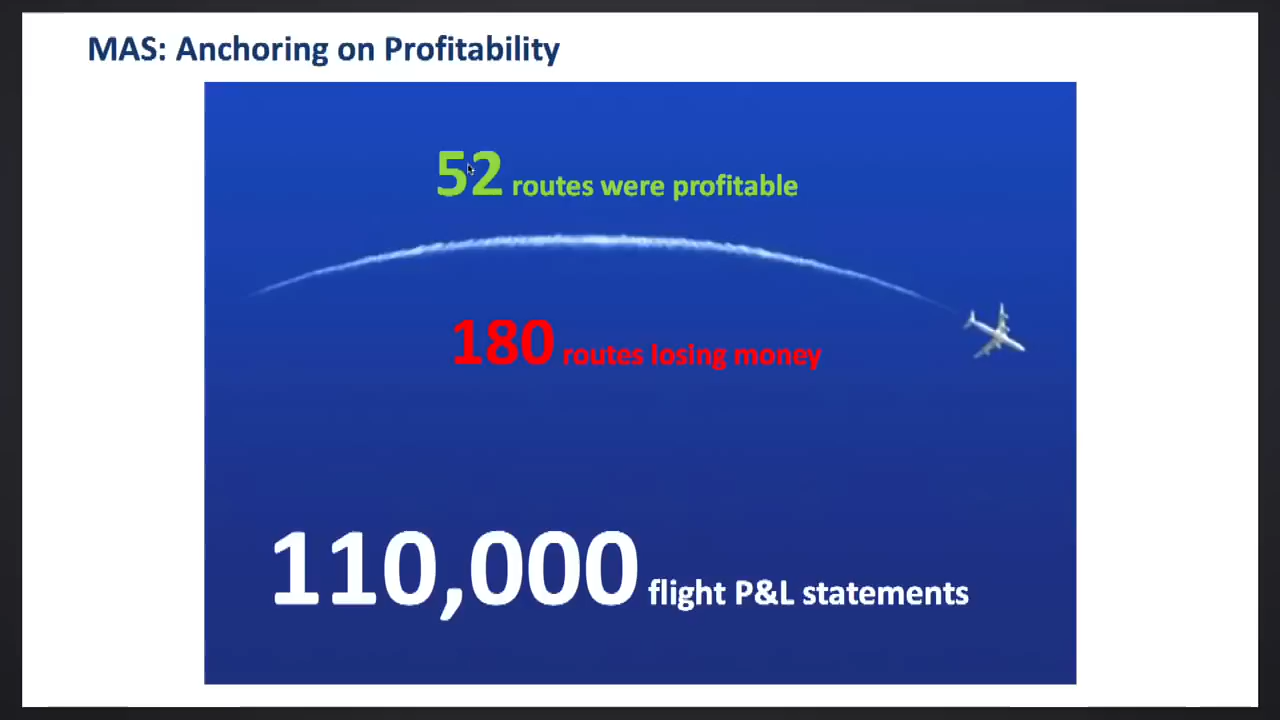 MAS: Anchoring on Profitability
52 routes were profitable
180 routes losing money
110,000 flight P&L statements